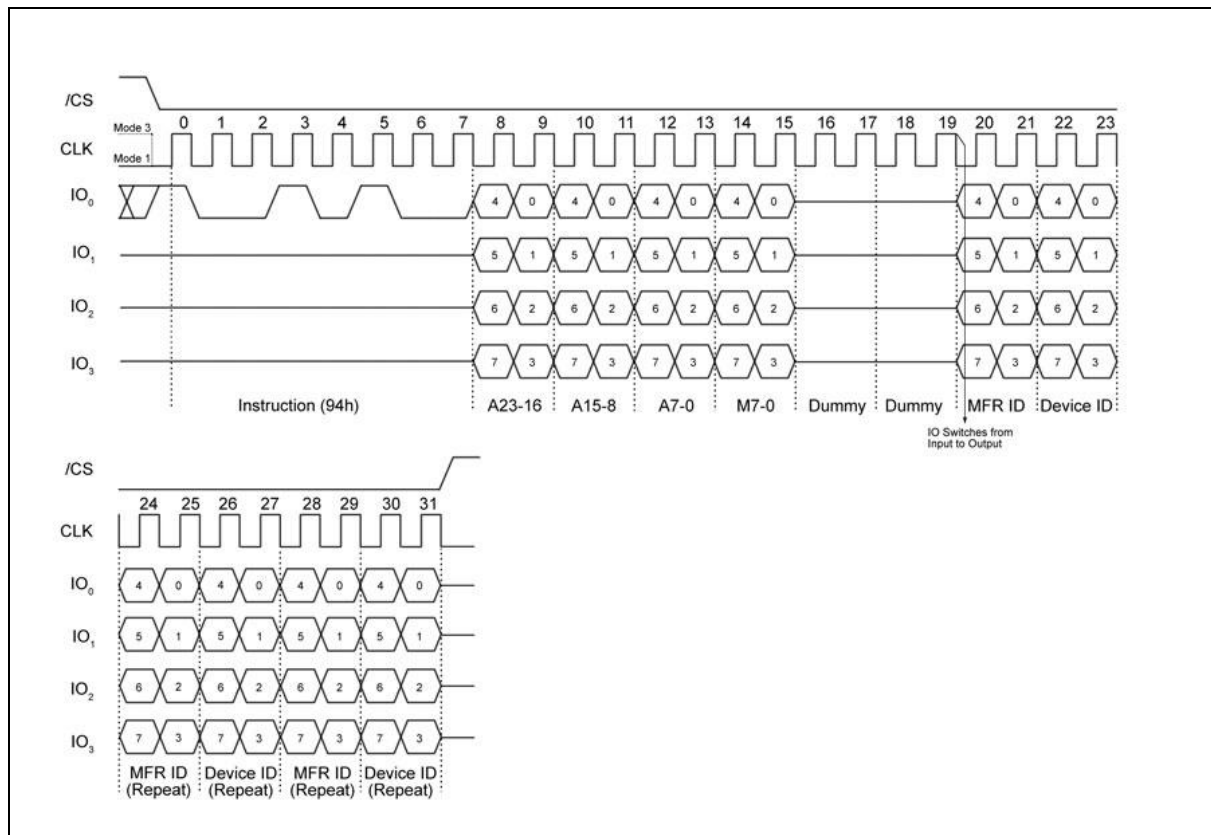 /CS
0 1 2 3 4 5 6 7 8 9 10 11 12 13 14 15 16 17 18 19 20 21 22 23
Mode 3
CLK
Mode 1
IO0 4 0 4 0 4 0 4 0 4 0 4 0
IO1 5 1 5 1 5 1 5 1 5 1 5 1
IO2 6 2 6 2 6 2 6 2 6 2 6 2
IO3 7 3 7 3 7 3 7 3 7 3 7 3
Instruction (94h) A23-16 A15-8 A7-0 M7-0 Dummy Dummy MFR ID Device ID
IO Switches from
Input to Output
/CS
24 25 26 27 28 29 30 31
CLK
IO0 4 0 4 0 4 0 4 0
IO1 5 1 5 1 5 1 5 1
IO2 6 2 6 2 6 2 6 2
IO3 7 3 7 3 7 3 7 3
MFR ID Device ID MFR ID Device ID
(Repeat) (Repeat) (Repeat) (Repeat)